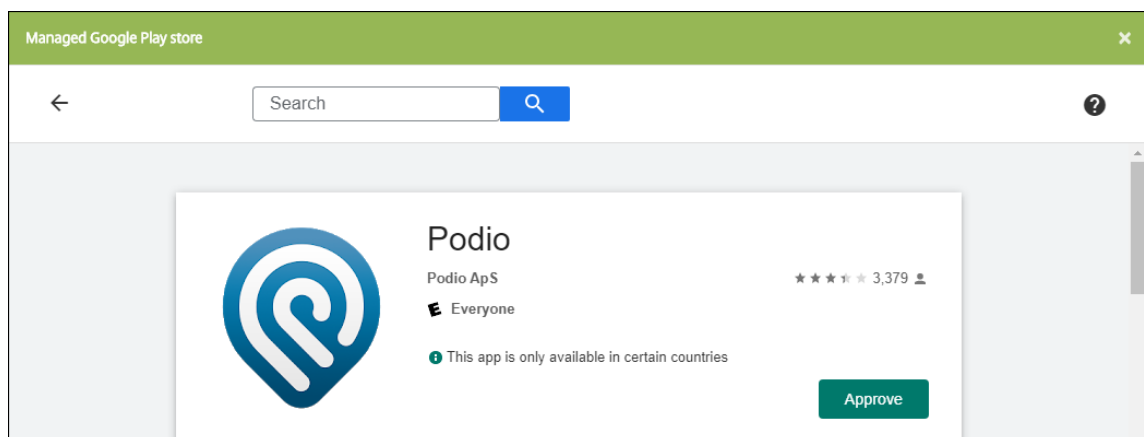 Managed Google Play store
Search
Podio
Podio ApS
3,379
Everyone
This app is only available in certain countries
Approve